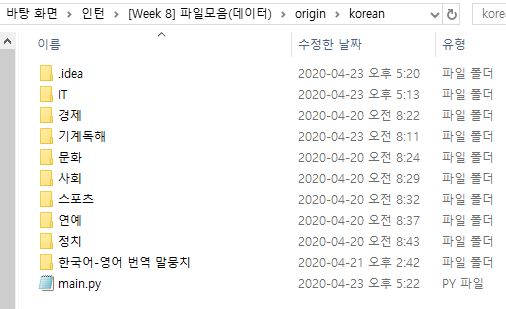 바탕 화면 > 인턴 > [Week 8] 파일모음(데이터) > origin > korean
이름 수정한 날짜 유형
.idea 2020-04-23 오후 5:20 파일 폴더
IT 2020-04-23 오후 5:13 파일 폴더
경제 2020-04-20 오전 8:22 파일 폴더
기계독해 2020-04-23 오전 8:11 파일 폴더
문화 2020-04-20 오전 8:24 파일 폴더
사회 2020-04-20 오전 8:29 파일 폴더
스포츠 2020-04-20 오전 8:32 파일 폴더
연예 2020-04-20 오전 8:37 파일 폴더
정치 2020-04-20 오전 8:43 파일 폴더
한국어-영어 번역 말뭉치 2020-04-21 오후 2:42 파일 폴더
main.py 2020-04-23 오후 5:22 PY 파일